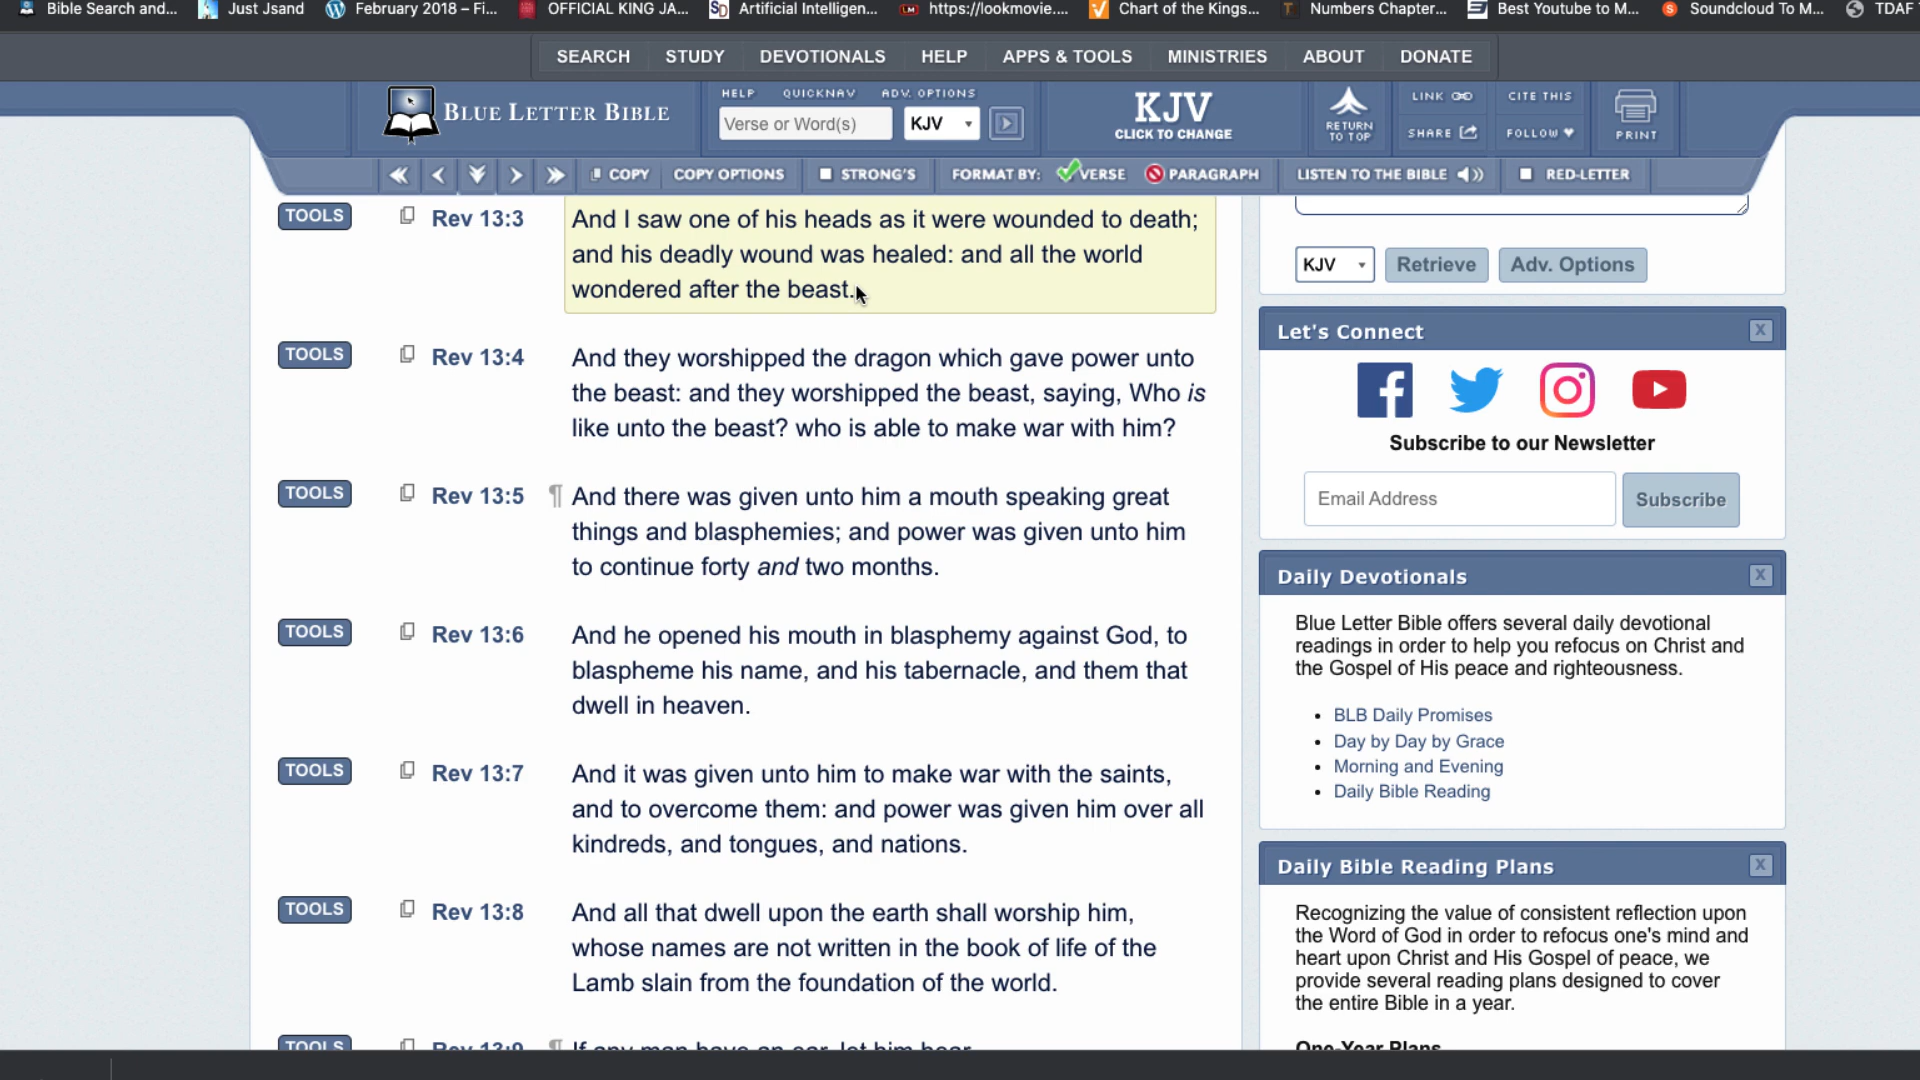 Bible Search and...
Just Jsand
February 2018 – Fi...
OFFICIAL KING JA...
Artificial Intelligen...
https://lookmovie....
Chart of the Kings...
Numbers Chapter...
Best Youtube to M...
Soundcloud To M...
TDAF
SEARCH
STUDY
DEVOTIONALS
HELP
APPS & TOOLS
MINISTRIES
ABOUT
DONATE
BLUE LETTER BIBLE
HELP
QUICKNAV
ADV. OPTIONS
Verse or Word(s)
KJV
KJV
CLICK TO CHANGE
RETURN
TO TOP
LINK
CITE THIS
SHARE
FOLLOW
PRINT
COPY
COPY OPTIONS
STRONG'S
FORMAT BY:
VERSE
PARAGRAPH
LISTEN TO THE BIBLE
RED-LETTER
TOOLS
Rev 13:3
And I saw one of his heads as it were wounded to death;
and his deadly wound was healed: and all the world
wondered after the beast.
TOOLS
Rev 13:4
And they worshipped the dragon which gave power unto
the beast: and they worshipped the beast, saying, Who is
like unto the beast? who is able to make war with him?
TOOLS
Rev 13:5
¶ And there was given unto him a mouth speaking great
things and blasphemies; and power was given unto him
to continue forty and two months.
TOOLS
Rev 13:6
And he opened his mouth in blasphemy against God, to
blaspheme his name, and his tabernacle, and them that
dwell in heaven.
TOOLS
Rev 13:7
And it was given unto him to make war with the saints,
and to overcome them: and power was given him over all
kindreds, and tongues, and nations.
TOOLS
Rev 13:8
And all that dwell upon the earth shall worship him,
whose names are not written in the book of life of the
Lamb slain from the foundation of the world.
TOOLS
Rev 13:9
¶ If any man have an ear, let him hear.
KJV
Retrieve
Adv. Options
Let's Connect
X
Subscribe to our Newsletter
Email Address
Subscribe
Daily Devotionals
X
Blue Letter Bible offers several daily devotional
readings in order to help you refocus on Christ and
the Gospel of His peace and righteousness.
• BLB Daily Promises
• Day by Day by Grace
• Morning and Evening
• Daily Bible Reading
Daily Bible Reading Plans
X
Recognizing the value of consistent reflection upon
the Word of God in order to refocus one's mind and
heart upon Christ and His Gospel of peace, we
provide several reading plans designed to cover
the entire Bible in a year.
One-Year Plans